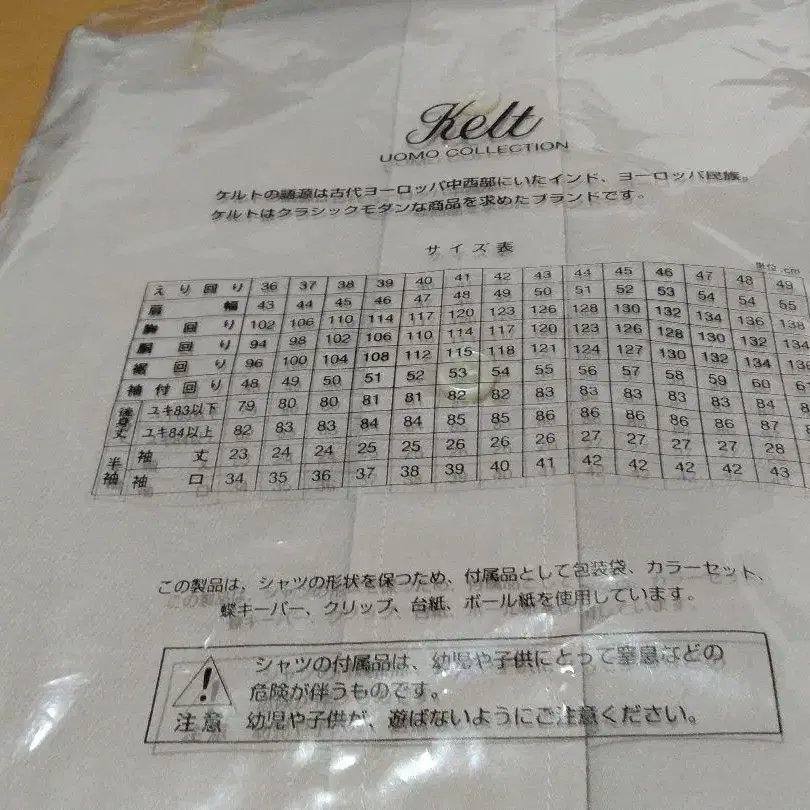 Kelt
UOMO COLLECTION
ケルトの語源は古代ヨーロッパ中西部にいたインド、ヨーロッパ民族。
ケルトはクラシックモダンな商品を求めたブランドです。
サイズ表
単位 cm
えり回り 36 37 38 39 40 41 42 43 44 45 46 47 48 49
肩幅 43 44 45 46 47 48 49 50 51 52 53 54 54 55
胸回り 102 106 110 114 117 120 123 126 128 130 132 134 136 138
胴回り 94 98 102 106 110 114 117 120 123 126 128 130 132 134
裾回り 96 100 104 108 112 115 118 121 124 127 130 132 134
袖付回り 48 49 50 51 52 53 54 55 56 57 58 59 60
後身丈 ユキ83以下 79 80 80 81 81 82 82 83 83 83 83 83 84
ユキ84以上 82 83 83 84 84 85 85 86 86 86 86 86 87
半袖 袖丈 23 24 24 25 25 26 26 26 27 27 27 27 28
袖口 34 35 36 37 38 39 40 41 42 42 42 42 43
この製品は、シャツの形状を保つため、付属品として包装袋、カラーセット、
蝶キーパー、クリップ、台紙、ボール紙を使用しています。
シャツの付属品は、幼児や子供にとって窒息などの
危険が伴うものです。
注意 幼児や子供が、遊ばないようにご注意ください。